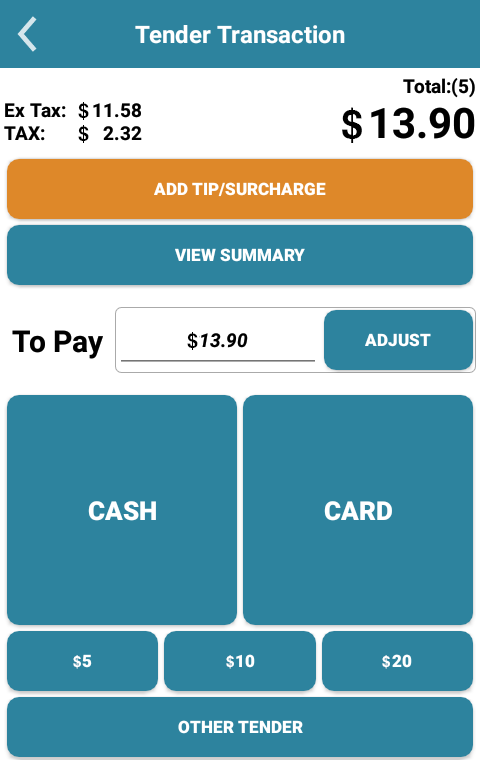 Tender Transaction
Total:(5)
Ex Tax: $11.58
TAX: $ 2.32
$13.90
ADD TIP/SURCHARGE
VIEW SUMMARY
To Pay $13.90 ADJUST
CASH CARD
$5 $10 $20
OTHER TENDER